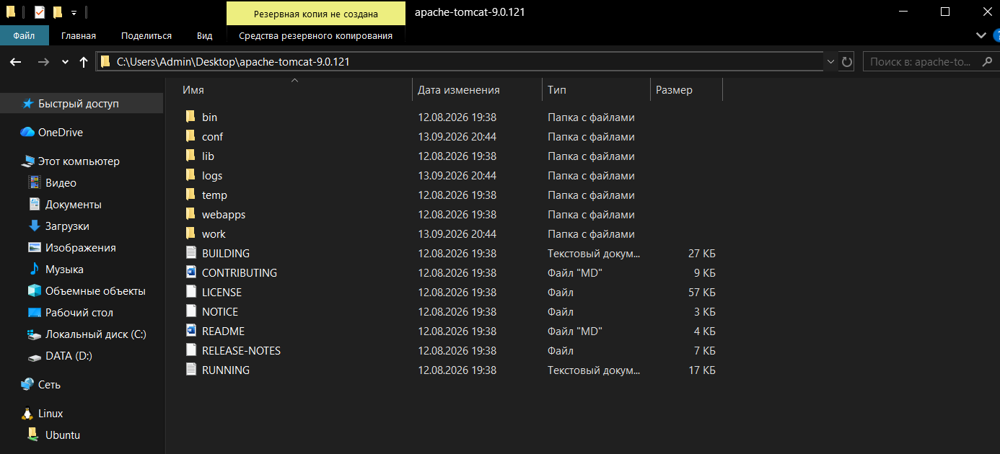 Резервная копия не создана
apache-tomcat-9.0.121
Файл Главная Поделиться Вид Средства резервного копирования
C:\Users\Admin\Desktop\apache-tomcat-9.0.121 Поиск в: apache-to...
Быстрый доступ
OneDrive
Этот компьютер
Видео
Документы
Загрузки
Изображения
Музыка
Объемные объекты
Рабочий стол
Локальный диск (C:)
DATA (D:)
Сеть
Linux
Ubuntu
Имя Дата изменения Тип Размер
bin 12.08.2026 19:38 Папка с файлами
conf 13.09.2026 20:44 Папка с файлами
lib 12.08.2026 19:38 Папка с файлами
logs 13.09.2026 20:44 Папка с файлами
temp 12.08.2026 19:38 Папка с файлами
webapps 12.08.2026 19:38 Папка с файлами
work 13.09.2026 20:44 Папка с файлами
BUILDING 12.08.2026 19:38 Текстовый докум... 27 КБ
CONTRIBUTING 12.08.2026 19:38 Файл "MD" 9 КБ
LICENSE 12.08.2026 19:38 Файл 57 КБ
NOTICE 12.08.2026 19:38 Файл 3 КБ
README 12.08.2026 19:38 Файл "MD" 4 КБ
RELEASE-NOTES 12.08.2026 19:38 Файл 7 КБ
RUNNING 12.08.2026 19:38 Текстовый докум... 17 КБ